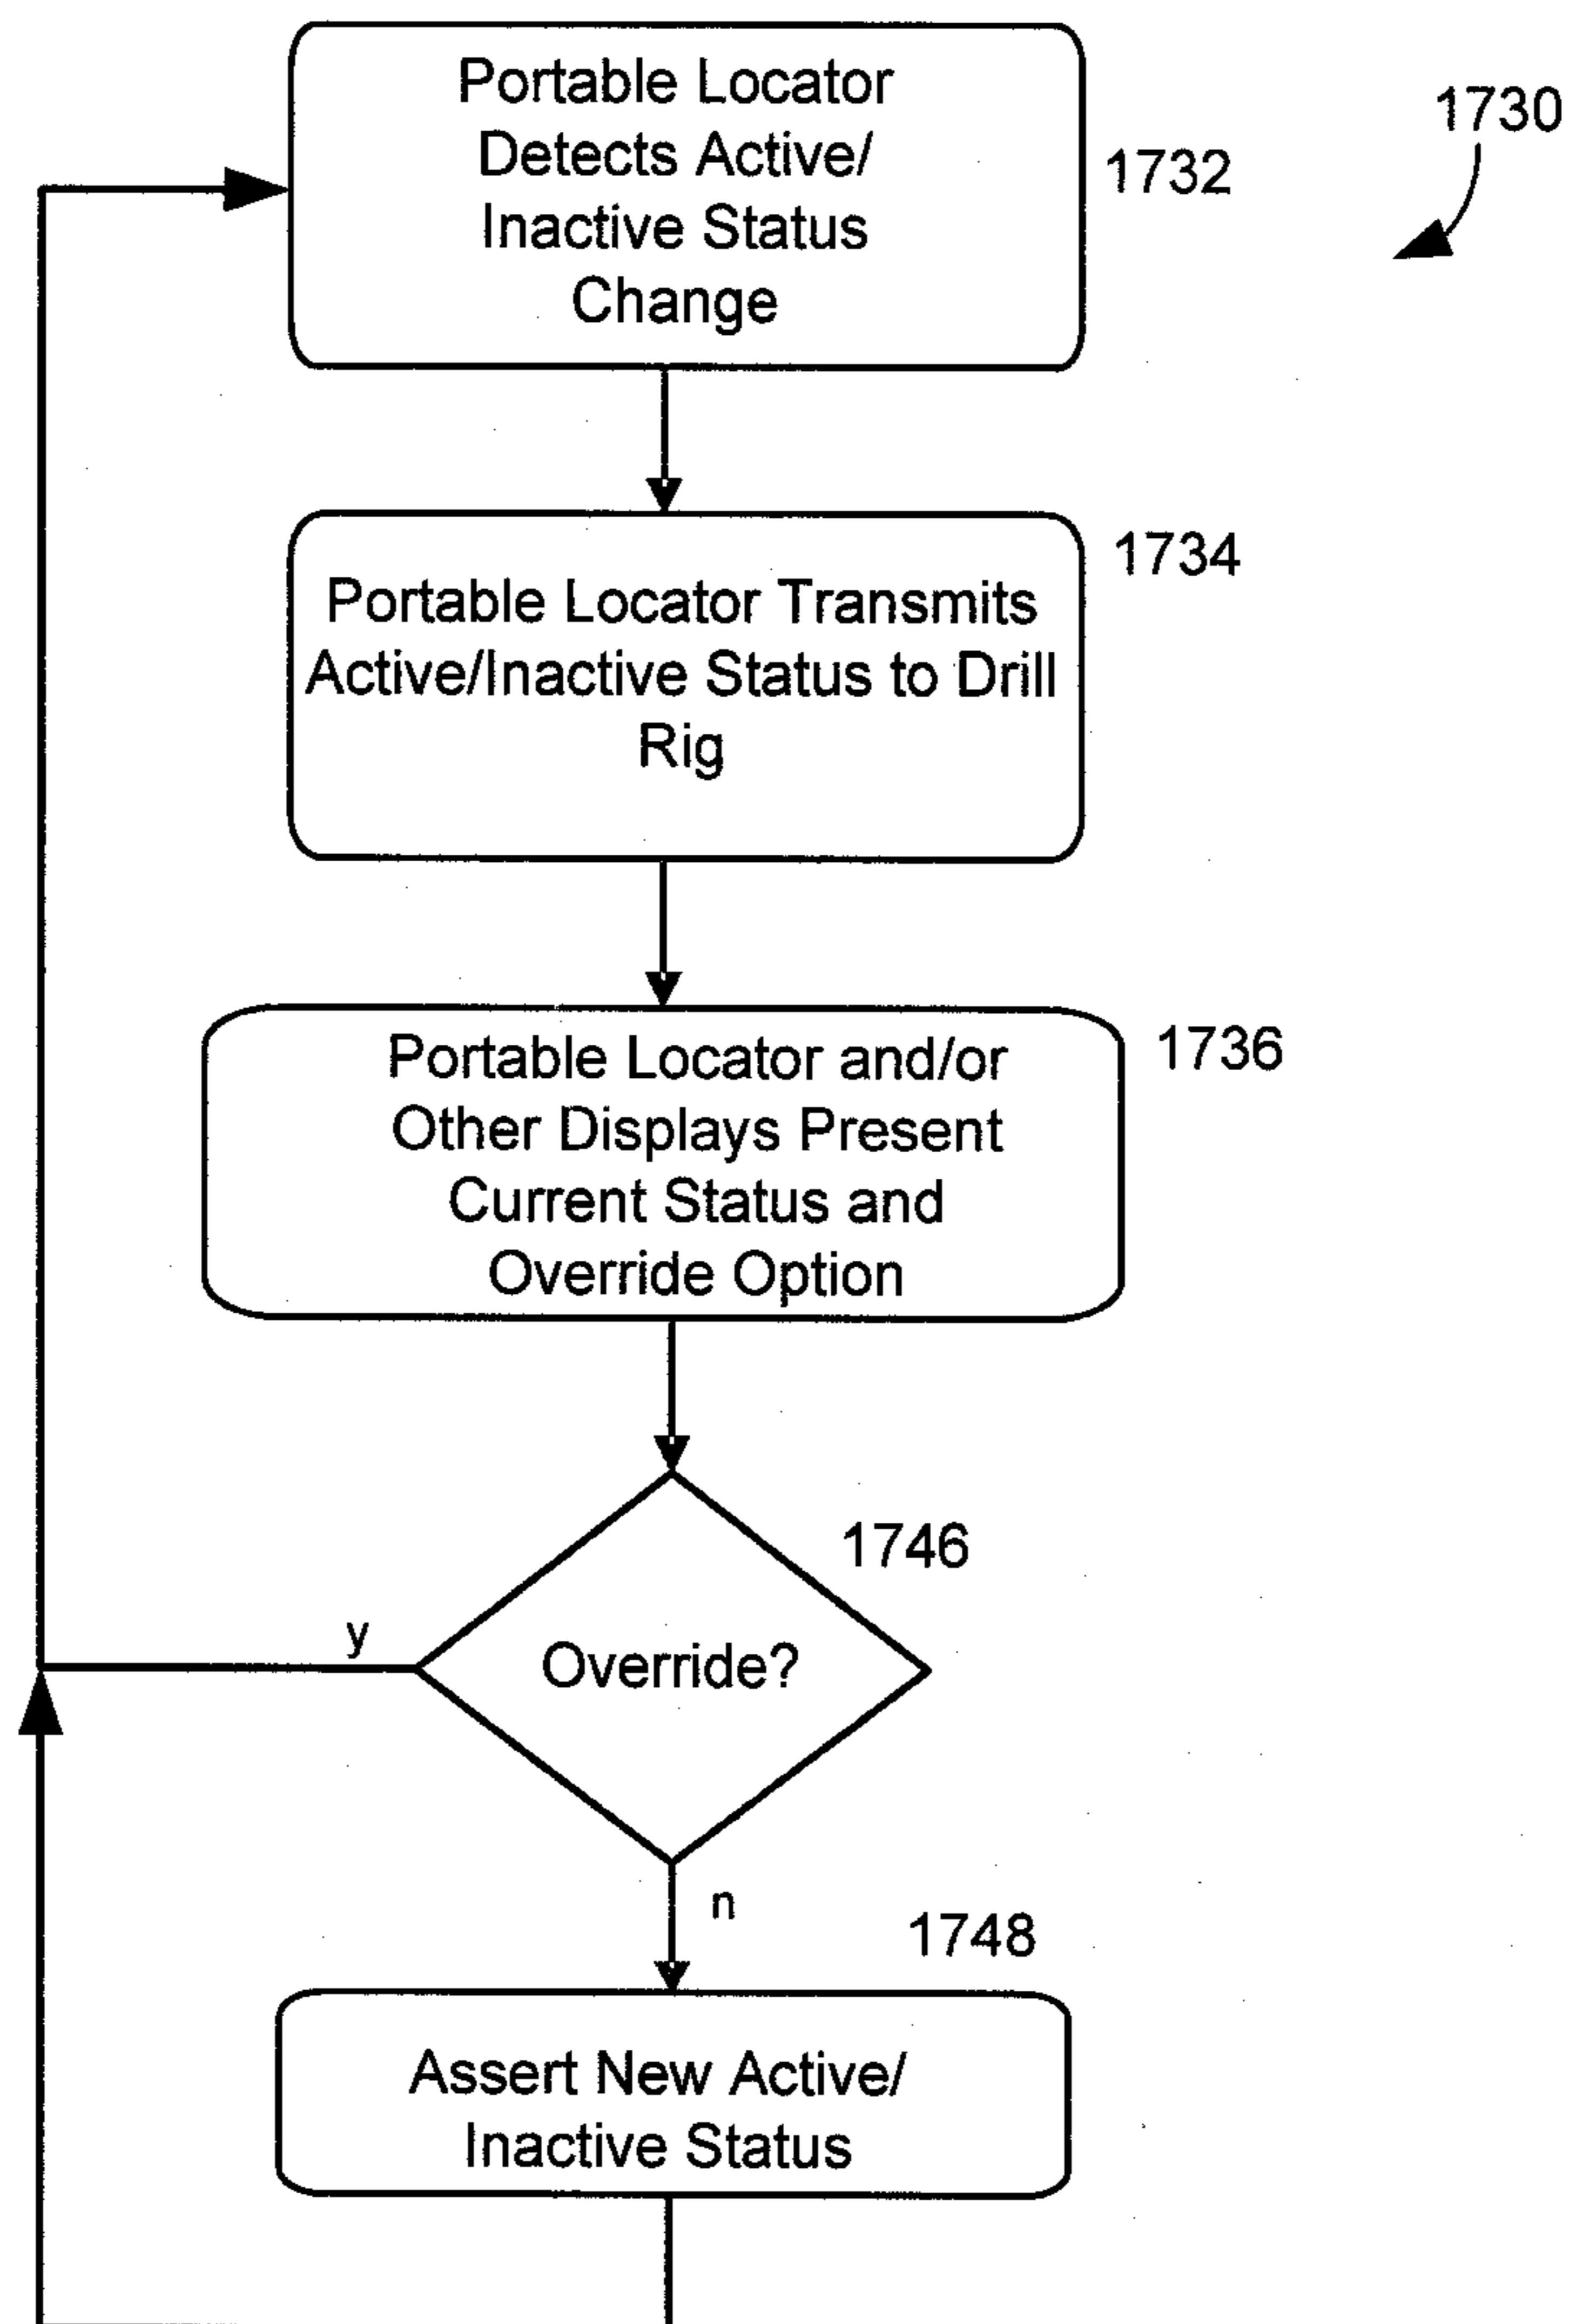 Portable Locator
Detects Active/
Inactive Status
Change
1732
1730
Portable Locator Transmits
Active/Inactive Status to Drill
Rig
1734
Portable Locator and/or
Other Displays Present
Current Status and
Override Option
1736
1746
Override?
y
n
1748
Assert New Active/
Inactive Status